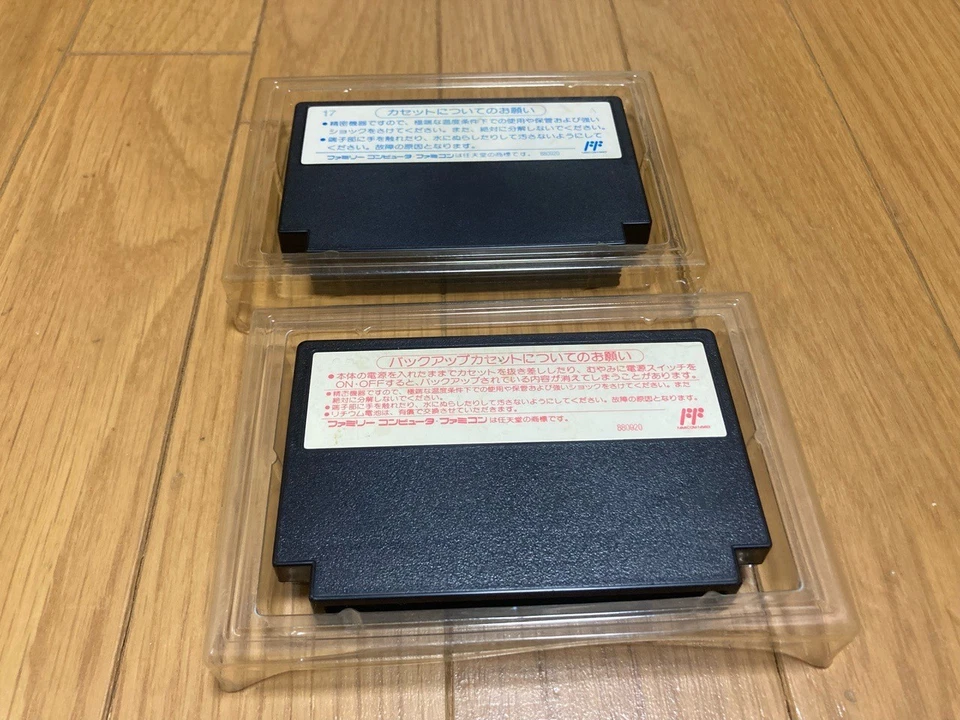 17
カセットについてのお願い
●精密機器ですので、極端な温度条件下での使用や保管および強い
ショックをさけてください。また、絶対に分解しないでください。
●端子部に手を触れたり、水にぬらしたりして汚さないようにして
ください。故障の原因となります。
ファミリー コンピュータ・ファミコンは任天堂の商標です。
バックアップカセットについてのお願い
●本体の電源を入れたままでカセットを抜き差ししたり、むやみに電源スイッチを
ON・OFFすると、バックアップされている内容が消えてしまうことがあります。
●精密機器ですので、極端な温度条件下での使用や保管および強いショックをさけてください。また
絶対に分解しないでください。
●端子部に手を触れたり、水にぬらしたりして汚さないようにしてください。故障の原因となります。
●リチウム電池は、有償で交換させていただきます。
ファミリー コンピュータ・ファミコンは任天堂の商標です。
880920